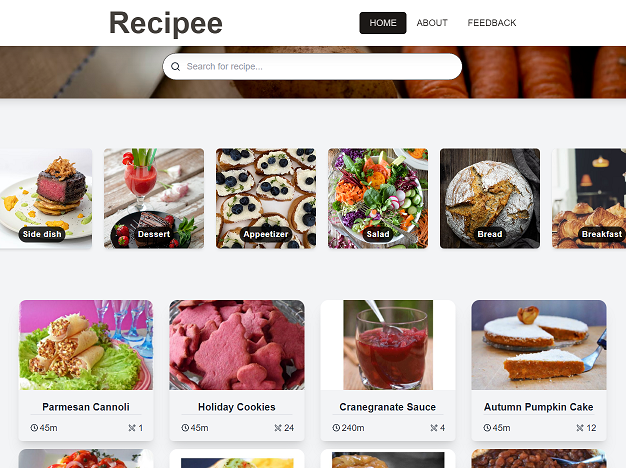 Recipee
HOME ABOUT FEEDBACK
Search for recipe...
Side dish
Dessert
Appeetizer
Salad
Bread
Breakfast
Parmesan Cannoli
45m 1
Holiday Cookies
45m 24
Cranegranate Sauce
240m 4
Autumn Pumpkin Cake
45m 12